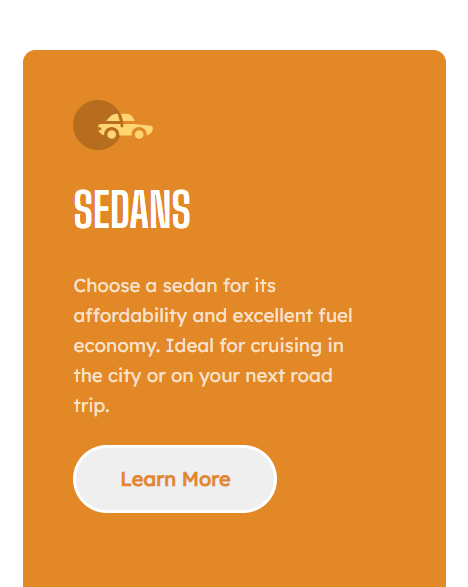 SEDANS
Choose a sedan for its
affordability and excellent fuel
economy. Ideal for cruising in
the city or on your next road
trip.
Learn More